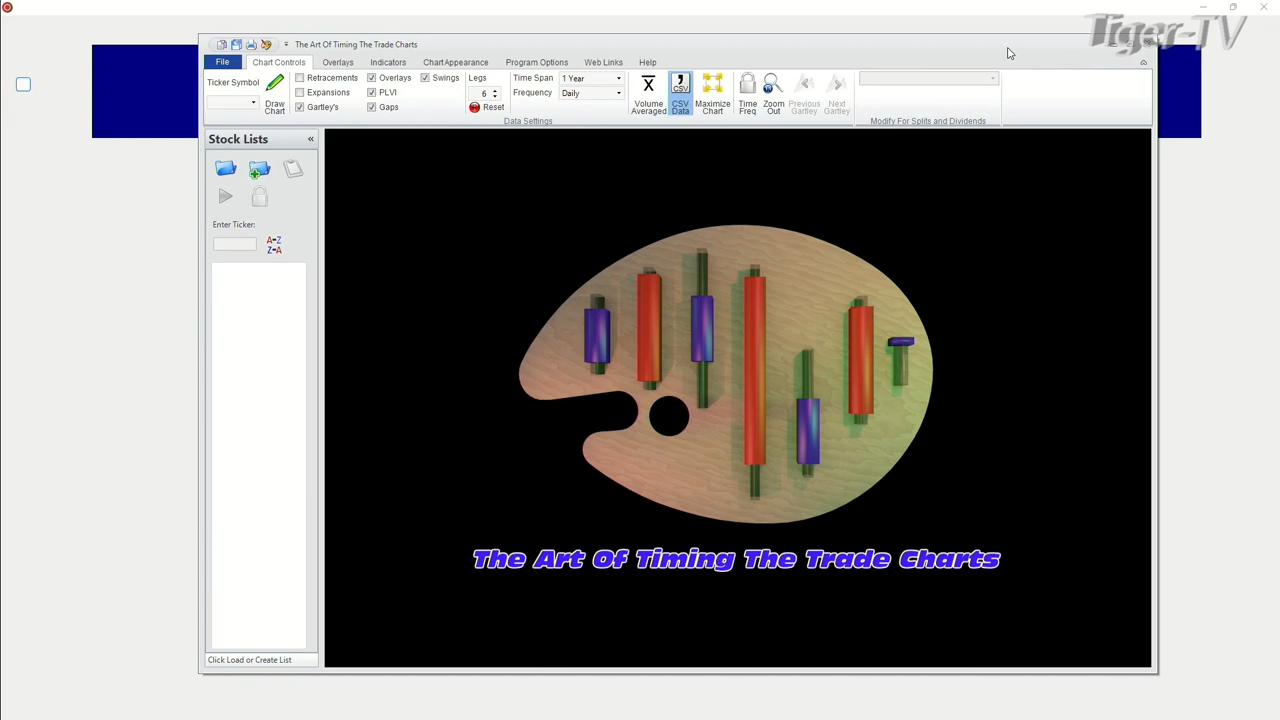 Tiger-TV
The Art Of Timing The Trade Charts
File Chart Controls Overlays Indicators Chart Appearance Program Options Web Links Help
Ticker Symbol
Draw
Chart
Retracements
Expansions
Gartley's
Overlays
PLVI
Gaps
Swings
Legs
6
Reset
Time Span 1 Year
Frequency Daily
Volume
Averaged
CSV
CSV
Data
Maximize
Chart
Time
Freq
Zoom
Out
Previous
Gartley
Next
Gartley
Data Settings
Modify For Splits and Dividends
Stock Lists «
Enter Ticker:
A-Z
Z-A
The Art Of Timing The Trade Charts
Click Load or Create List